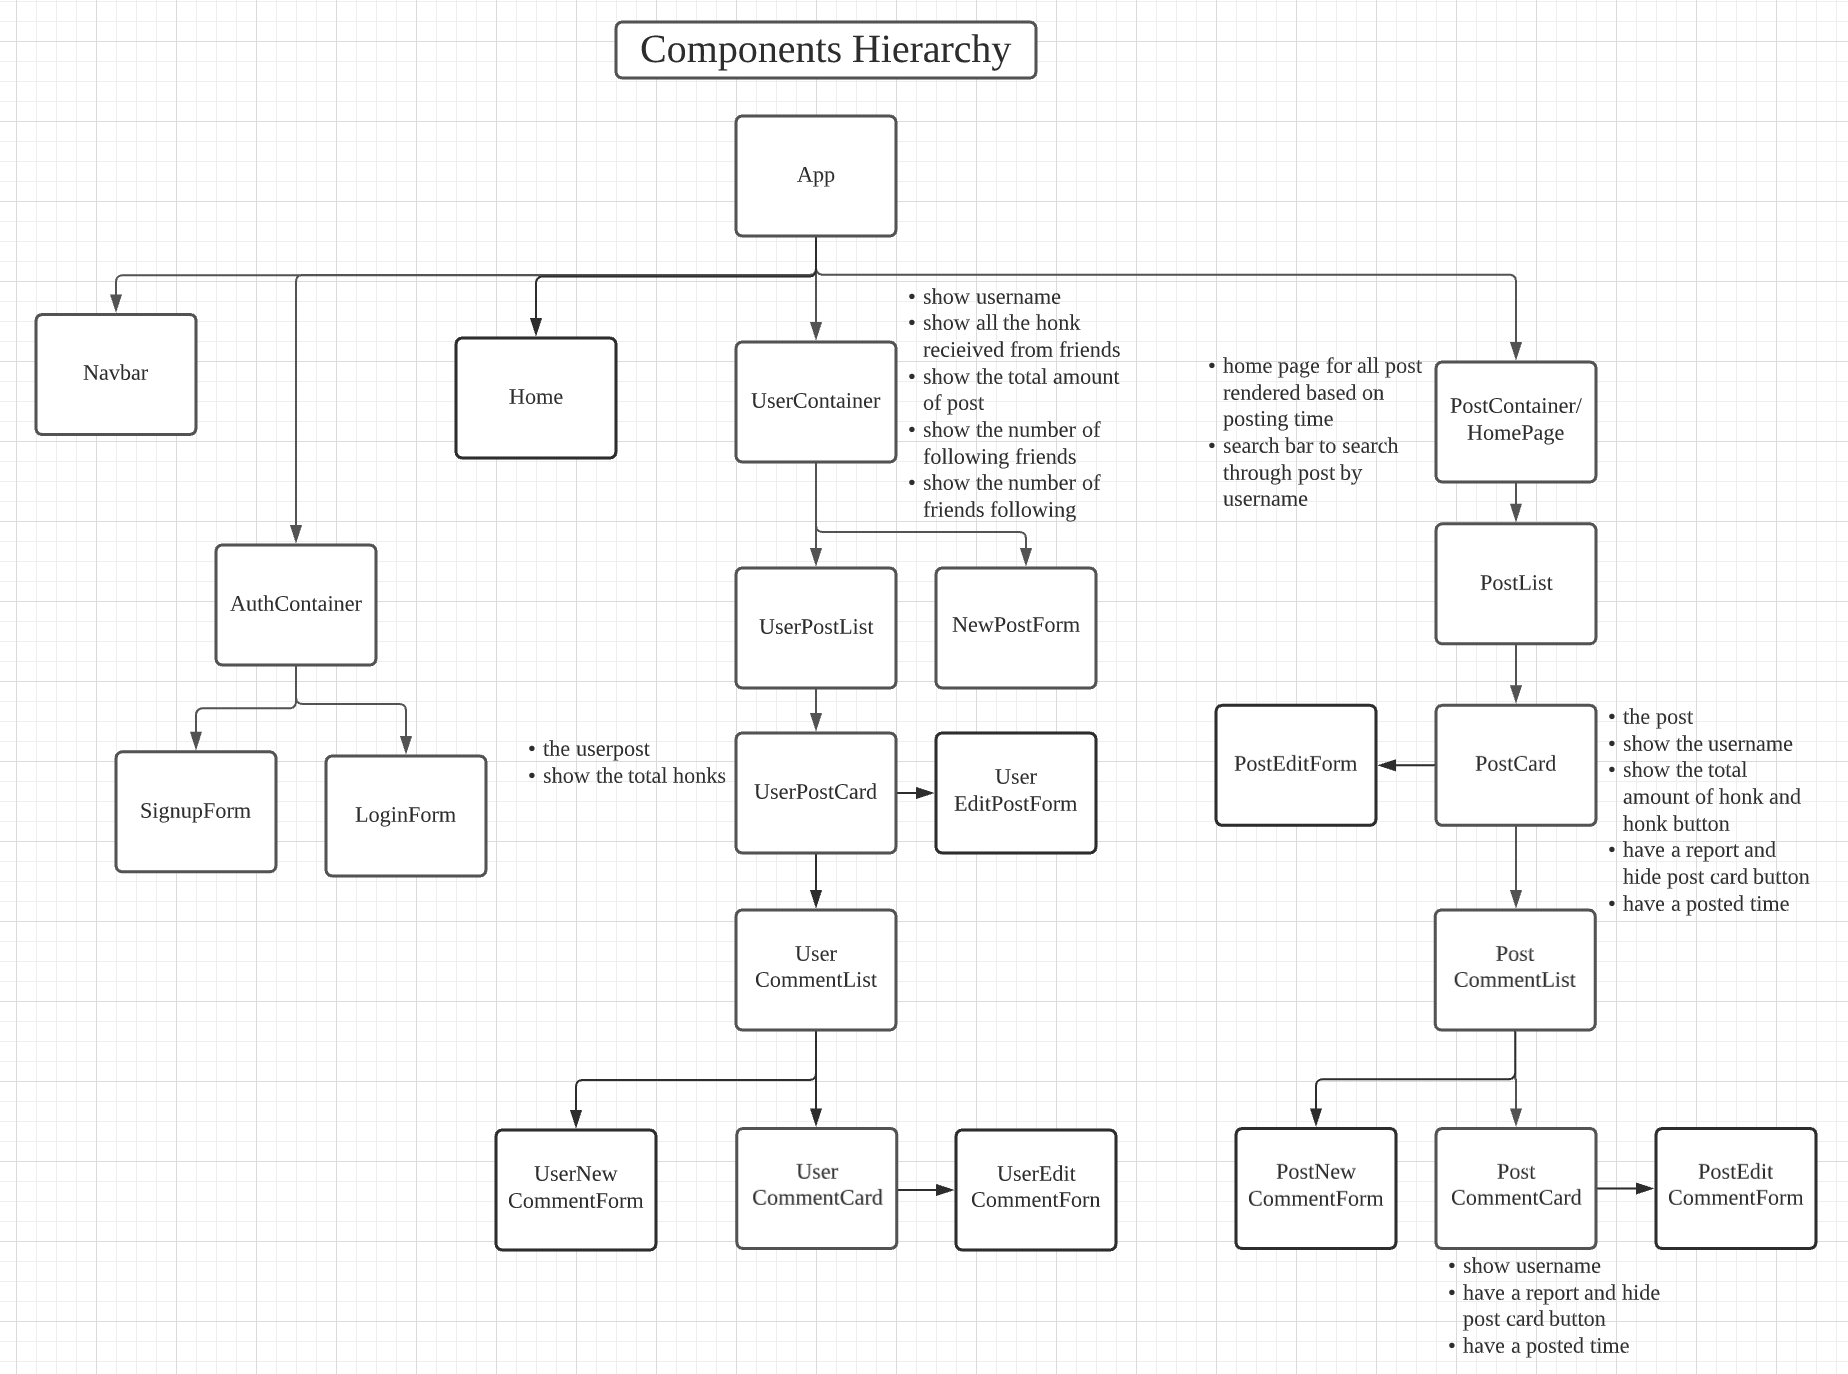 Components Hierarchy
App
Navbar
Home
UserContainer
• show username
• show all the honk
recieived from friends
• show the total amount
of post
• show the number of
following friends
• show the number of
friends following
• home page for all post
rendered based on
posting time
• search bar to search
through post by
username
PostContainer/
HomePage
AuthContainer
UserPostList
NewPostForm
PostList
SignupForm
LoginForm
• the userpost
• show the total honks
UserPostCard
User
EditPostForm
PostEditForm
PostCard
• the post
• show the username
• show the total
amount of honk and
honk button
• have a report and
hide post card button
• have a posted time
User
CommentList
Post
CommentList
UserNew
CommentForm
User
CommentCard
UserEdit
CommentForn
PostNew
CommentForm
Post
CommentCard
PostEdit
CommentForm
• show username
• have a report and hide
post card button
• have a posted time